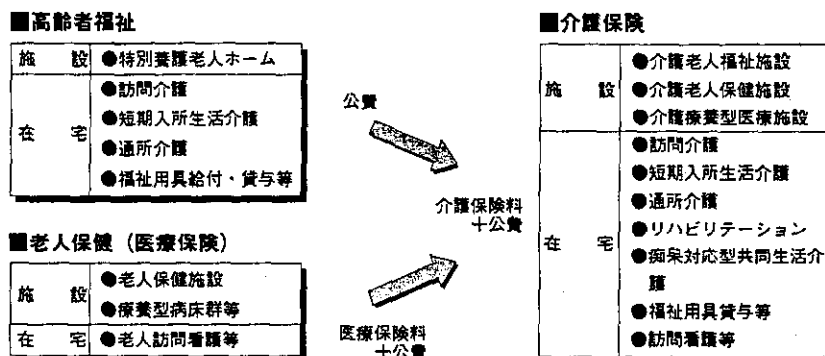 ■高齢者福祉
施　設 ●特別養護老人ホーム
在　宅 ●訪問介護
●短期入所生活介護
●通所介護
●福祉用具給付・貸与等
■老人保健（医療保険）
施　設 ●老人保健施設
●療養型病床群等
在　宅 ●老人訪問看護等
公費
介護保険料
＋公費
医療保険料
＋公費
■介護保険
施　設 ●介護老人福祉施設
●介護老人保健施設
●介護療養型医療施設
在　宅 ●訪問介護
●短期入所生活介護
●通所介護
●リハビリテーション
●痴呆対応型共同生活介
護
●福祉用具貸与等
●訪問看護等